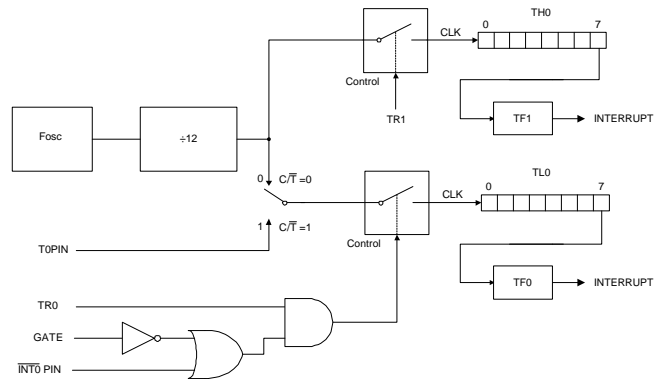 TH0
0 7
CLK
Control
TR1
TF1 INTERRUPT
Fosc
÷12
0 C/T̅ =0
1 C/T̅ =1
T0PIN
TL0
0 7
CLK
Control
TF0 INTERRUPT
TR0
GATE
I̅N̅T̅0̅ PIN